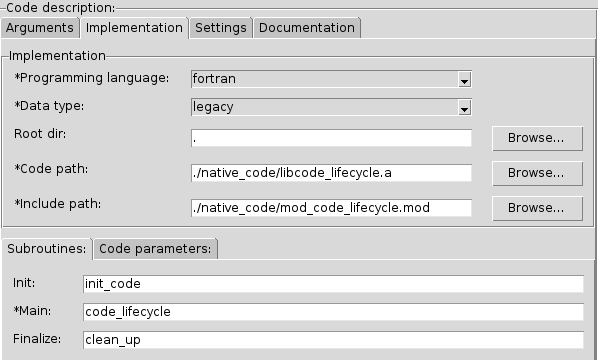 Code description:
Arguments Implementation Settings Documentation
Implementation
*Programming language: fortran
*Data type: legacy
Root dir: . Browse...
*Code path: ./native_code/libcode_lifecycle.a Browse...
*Include path: ./native_code/mod_code_lifecycle.mod Browse...
Subroutines: Code parameters:
Init: init_code
*Main: code_lifecycle
Finalize: clean_up